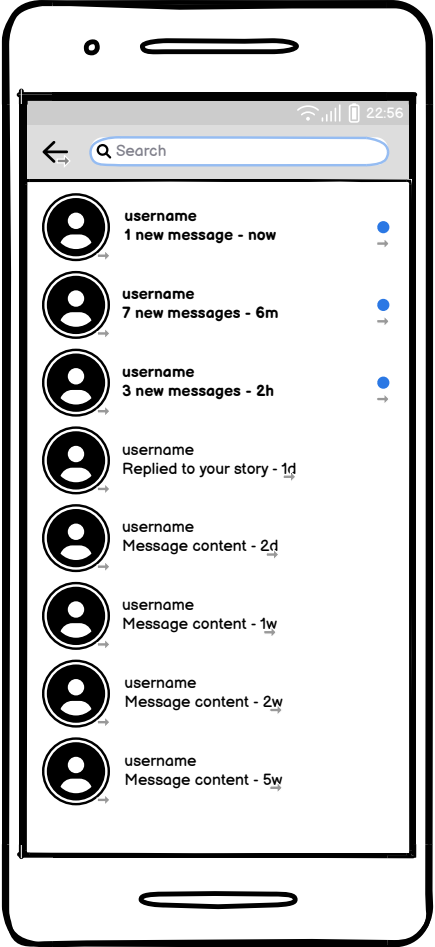 22:56
Search
username
1 new message - now
username
7 new messages - 6m
username
3 new messages - 2h
username
Replied to your story - 1d
username
Message content - 2d
username
Message content - 1w
username
Message content - 2w
username
Message content - 5w